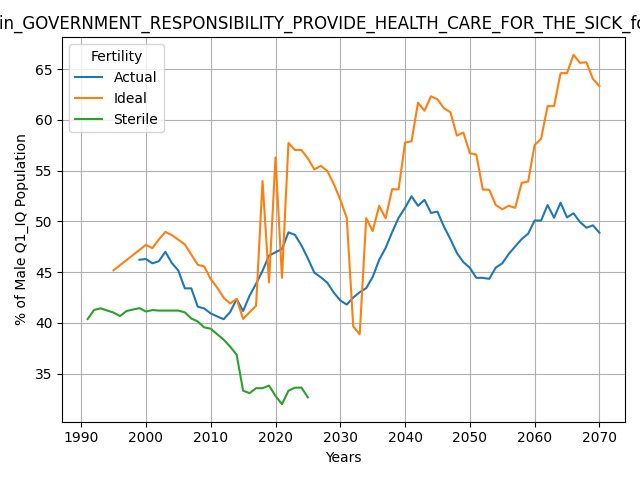 in_GOVERNMENT_RESPONSIBILITY_PROVIDE_HEALTH_CARE_FOR_THE_SICK_fo
Fertility
Actual
Ideal
Sterile
% of Male Q1_IQ Population
65
60
55
50
45
40
35
1990 2000 2010 2020 2030 2040 2050 2060 2070
Years